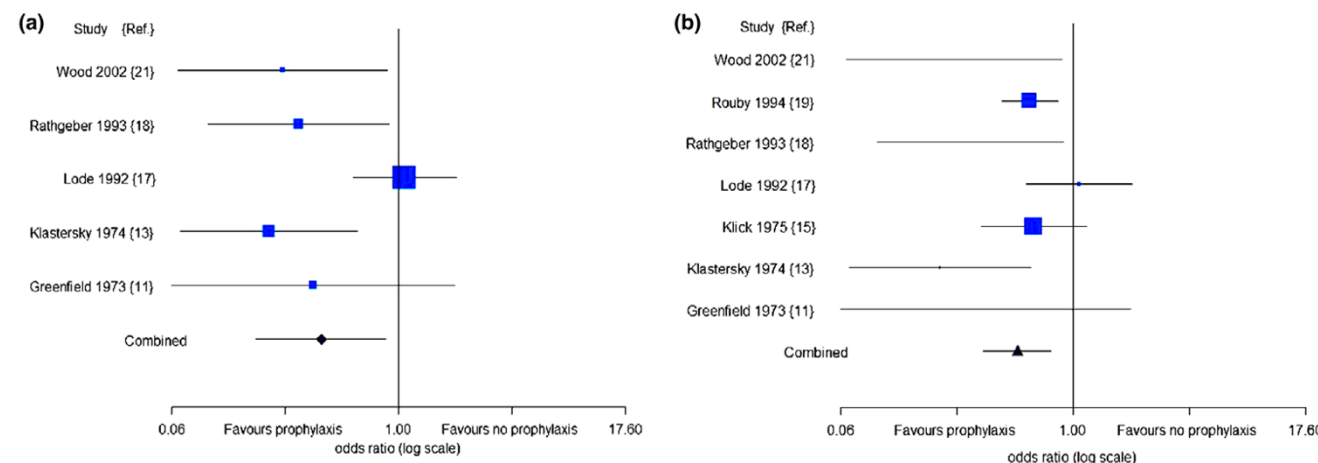 (a)
Study {Ref.}
Wood 2002 {21}
Rathgeber 1993 {18}
Lode 1992 {17}
Klastersky 1974 {13}
Greenfield 1973 {11}
Combined
0.06 Favours prophylaxis 1.00 Favours no prophylaxis 17.60
odds ratio (log scale)
(b)
Study {Ref.}
Wood 2002 {21}
Rouby 1994 {19}
Rathgeber 1993 {18}
Lode 1992 {17}
Klick 1975 {15}
Klastersky 1974 {13}
Greenfield 1973 {11}
Combined
0.06 Favours prophylaxis 1.00 Favours no prophylaxis 17.60
odds ratio (log scale)